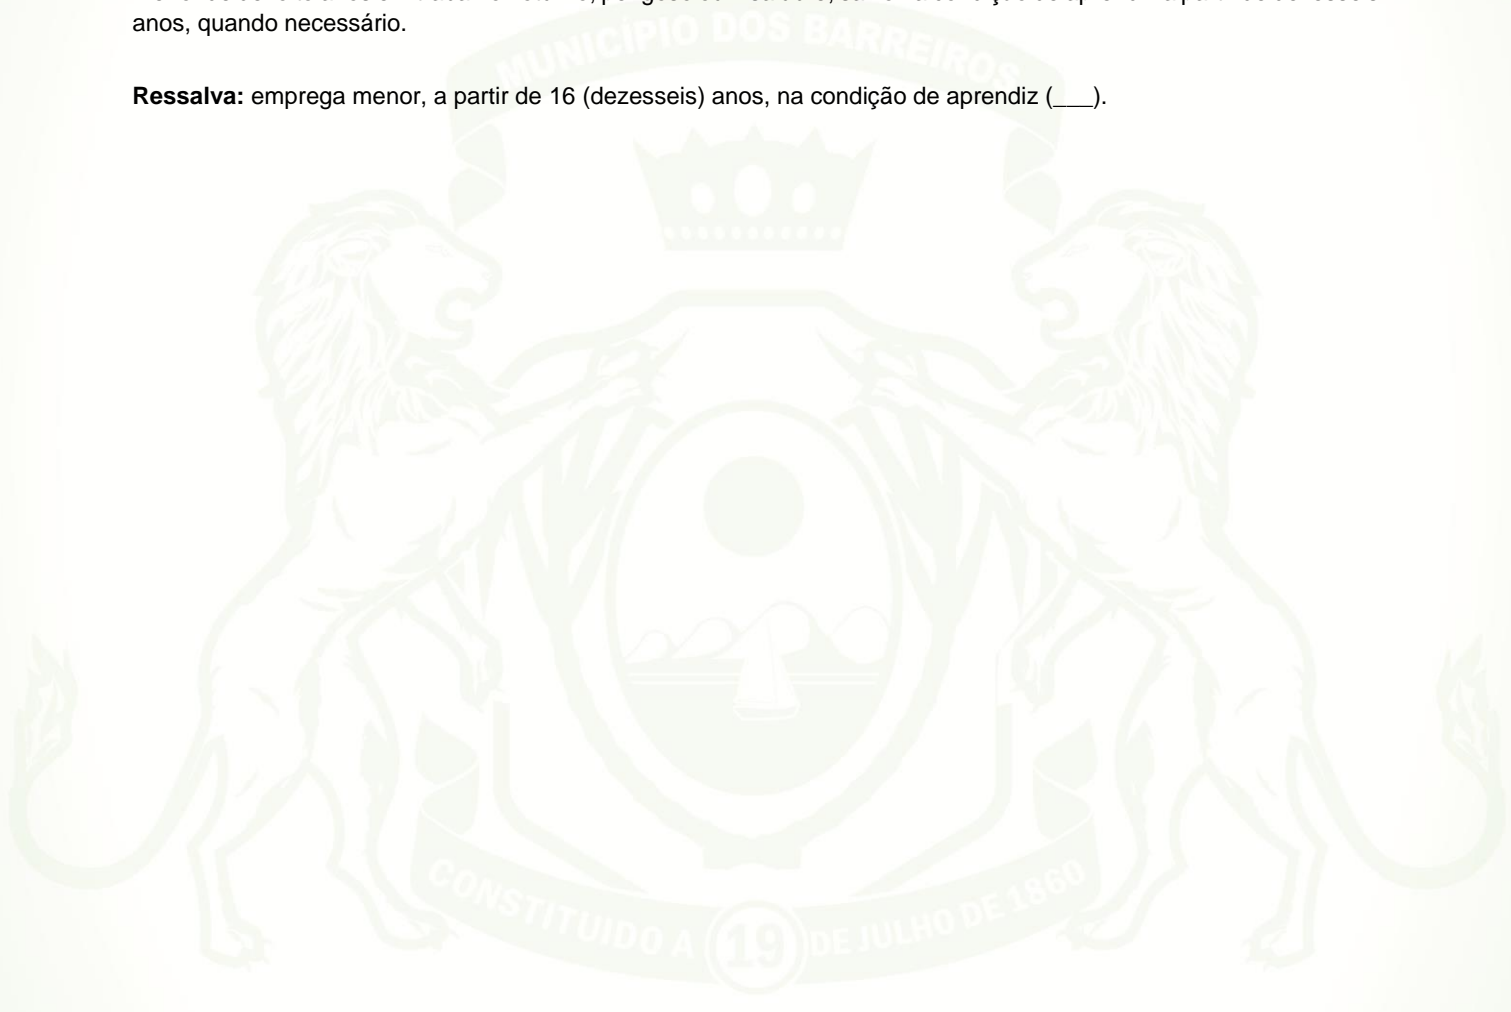 anos, quando necessário.
MUNICÍPIO DOS BARREIROS
Ressalva: emprega menor, a partir de 16 (dezesseis) anos, na condição de aprendiz (___).
CONSTITUIDO A 19 DE JULHO DE 1860